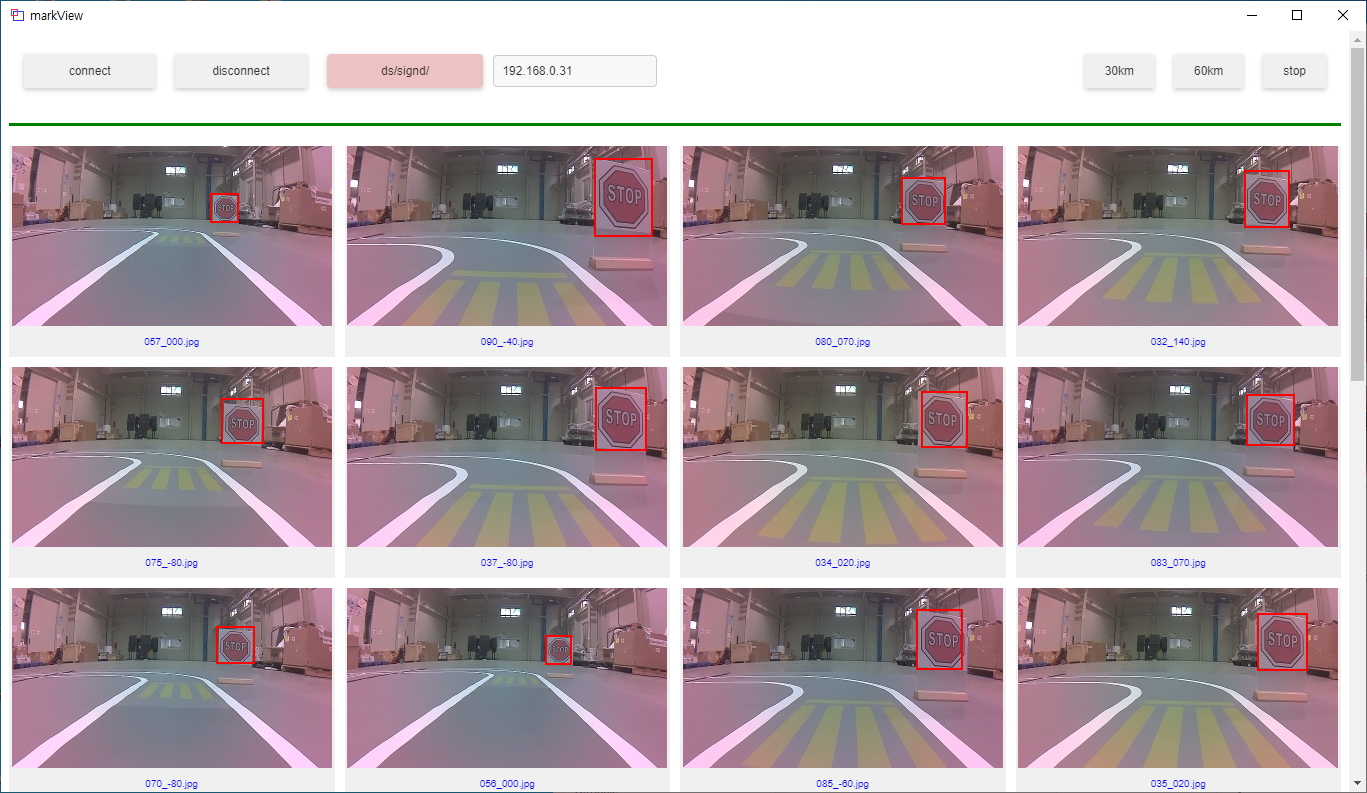 markView
connect disconnect ds/signd/ 192.168.0.31 30km 60km stop
STOP STOP STOP STOP
057_000.jpg 090_-40.jpg 080_070.jpg 032_140.jpg
STOP STOP STOP STOP
075_-80.jpg 037_-80.jpg 034_020.jpg 083_070.jpg
STOP STOP STOP STOP
070_-80.jpg 056_000.jpg 085_-60.jpg 035_020.jpg